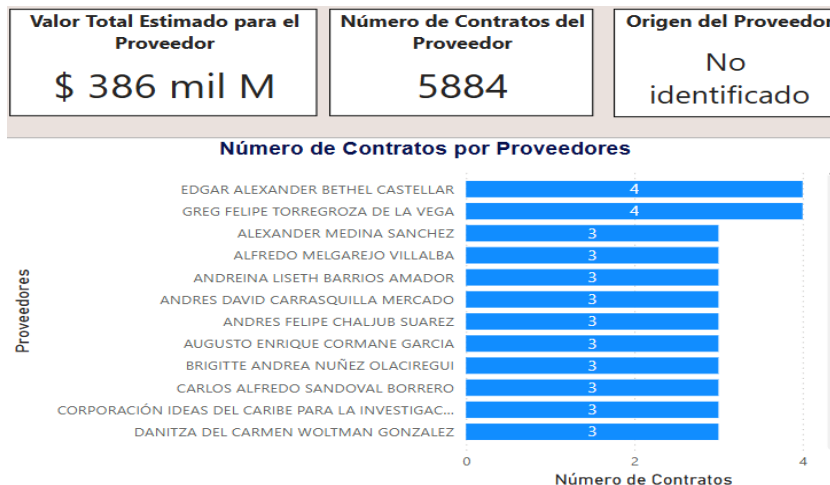 Valor Total Estimado para el
Proveedor
$ 386 mil M
Número de Contratos del
Proveedor
5884
Origen del Proveedor
No
identificado
Número de Contratos por Proveedores
Proveedores
EDGAR ALEXANDER BETHEL CASTELLAR 4
GREG FELIPE TORREGROZA DE LA VEGA 4
ALEXANDER MEDINA SANCHEZ 3
ALFREDO MELGAREJO VILLALBA 3
ANDREINA LISETH BARRIOS AMADOR 3
ANDRES DAVID CARRASQUILLA MERCADO 3
ANDRES FELIPE CHALJUB SUAREZ 3
AUGUSTO ENRIQUE CORMANE GARCIA 3
BRIGITTE ANDREA NUÑEZ OLACIREGUI 3
CARLOS ALFREDO SANDOVAL BORRERO 3
CORPORACIÓN IDEAS DEL CARIBE PARA LA INVESTIGAC... 3
DANITZA DEL CARMEN WOLTMAN GONZALEZ 3
0 2 4
Número de Contratos